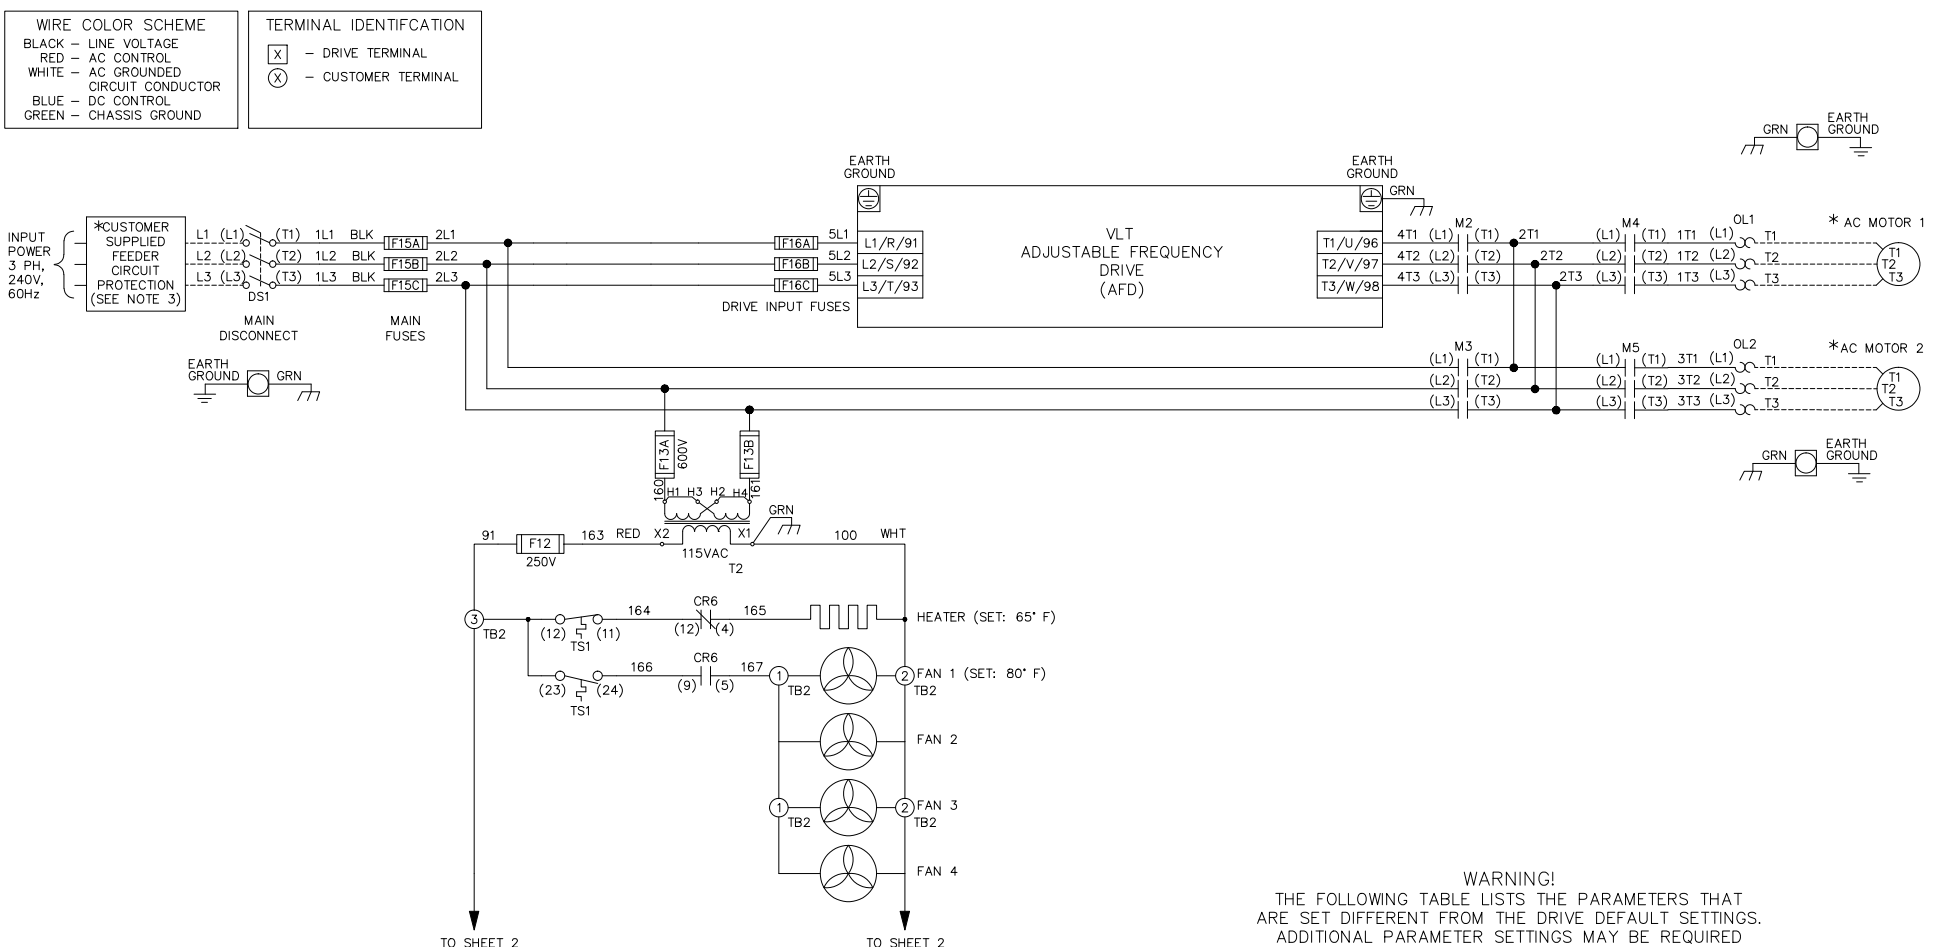 WIRE COLOR SCHEME
BLACK – LINE VOLTAGE
RED – AC CONTROL
WHITE – AC GROUNDED
CIRCUIT CONDUCTOR
BLUE – DC CONTROL
GREEN – CHASSIS GROUND
TERMINAL IDENTIFCATION
X – DRIVE TERMINAL
X – CUSTOMER TERMINAL
GRN
EARTH
GROUND
EARTH
GROUND
EARTH
GROUND
GRN
INPUT
POWER
3 PH,
240V,
60Hz
*CUSTOMER
SUPPLIED
FEEDER
CIRCUIT
PROTECTION
(SEE NOTE 3)
L1 (L1) (T1) 1L1 BLK F15A 2L1
L2 (L2) (T2) 1L2 BLK F15B 2L2
L3 (L3) (T3) 1L3 BLK F15C 2L3
DS1
MAIN
DISCONNECT
MAIN
FUSES
F16A 5L1 L1/R/91
F16B 5L2 L2/S/92
F16C 5L3 L3/T/93
DRIVE INPUT FUSES
VLT
ADJUSTABLE FREQUENCY
DRIVE
(AFD)
M2 M4 OL1 * AC MOTOR 1
T1/U/96 4T1 (L1) (T1) 2T1 (L1) (T1) 1T1 (L1) T1 T1
T2/V/97 4T2 (L2) (T2) 2T2 (L2) (T2) 1T2 (L2) T2 T2
T3/W/98 4T3 (L3) (T3) 2T3 (L3) (T3) 1T3 (L3) T3 T3
EARTH
GROUND GRN
M3 M5 OL2 *AC MOTOR 2
(L1) (T1) (L1) (T1) 3T1 (L1) T1 T1
(L2) (T2) (L2) (T2) 3T2 (L2) T2 T2
(L3) (T3) (L3) (T3) 3T3 (L3) T3 T3
GRN
EARTH
GROUND
F13A
600V
F13B
160
H1 H3 H2 H4
161
GRN
91 F12 163 RED X2 X1 100 WHT
250V
115VAC
T2
3 TB2
(12) (11) 164 CR6 165 HEATER (SET: 65° F)
TS1
(12) (4)
(23) (24) 166 CR6 167 1 2 FAN 1 (SET: 80° F)
TS1
(9) (5) TB2 TB2
FAN 2
1 2 FAN 3
TB2 TB2
FAN 4
TO SHEET 2
TO SHEET 2
WARNING!
THE FOLLOWING TABLE LISTS THE PARAMETERS THAT
ARE SET DIFFERENT FROM THE DRIVE DEFAULT SETTINGS.
ADDITIONAL PARAMETER SETTINGS MAY BE REQUIRED